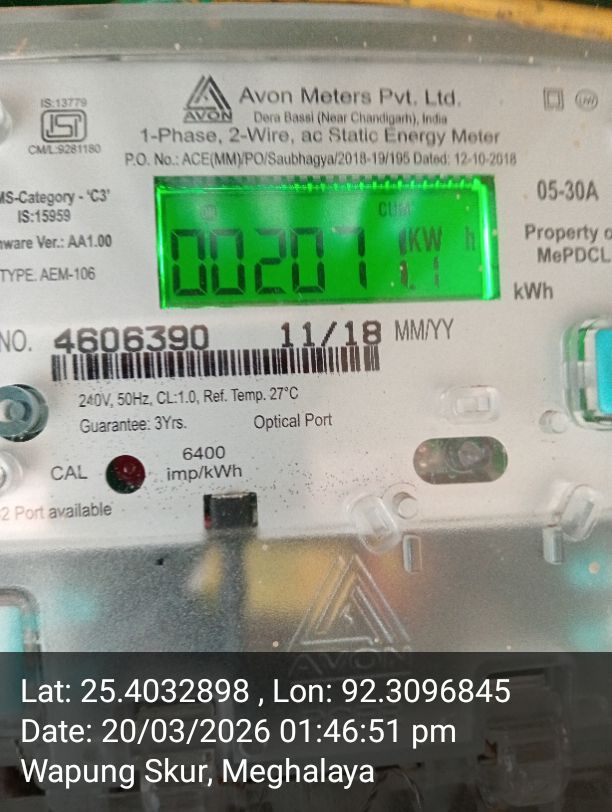 IS:13779
CM/L:9281180
AVON
Avon Meters Pvt. Ltd.
Dera Bassi (Near Chandigarh), India
1-Phase, 2-Wire, ac Static Energy Meter
P.O. No.: ACE(MM)/PO/Saubhagya/2018-19/195 Dated: 12-10-2018
MS-Category - 'C3'
IS:15959
ware Ver.: AA1.00
TYPE. AEM-106
CUM
00207 KW h
05-30A
Property o
MePDCL
kWh
NO. 4606390 11/18 MM/YY
240V, 50Hz, CL:1.0, Ref. Temp. 27°C
Guarantee: 3Yrs. Optical Port
CAL 6400
imp/kWh
2 Port available
AVON
Lat: 25.4032898 , Lon: 92.3096845
Date: 20/03/2026 01:46:51 pm
Wapung Skur, Meghalaya